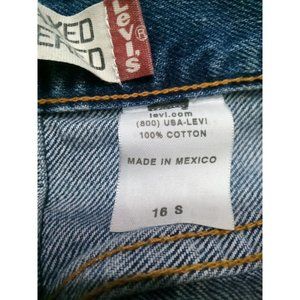 LEVI'S ®
levi.com
(800) USA-LEVI
100% COTTON
MADE IN MEXICO
16 S